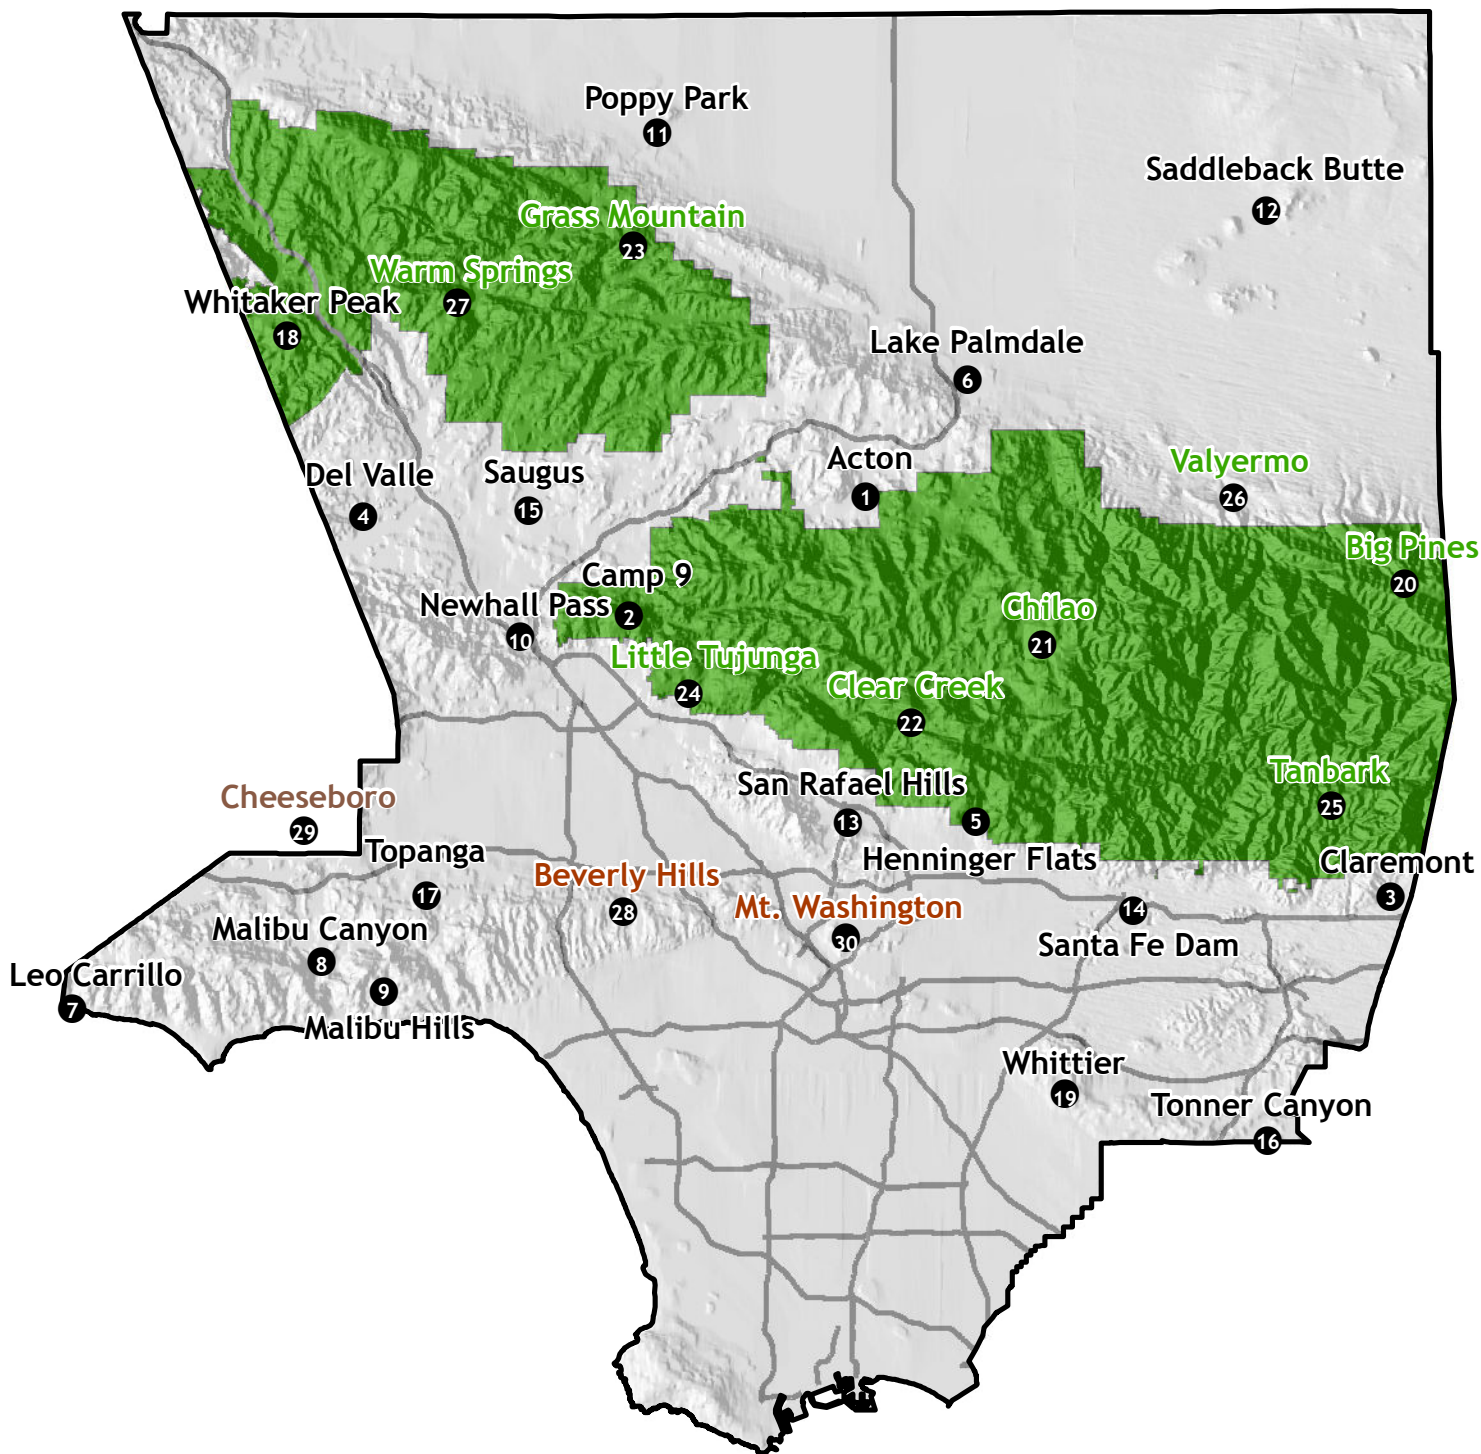 Poppy Park
11
Saddleback Butte
12
Grass Mountain
23
Warm Springs
27
Whitaker Peak
18
Lake Palmdale
6
Acton
1
Valyermo
26
Del Valle
4
Saugus
15
Big Pines
20
Camp 9
2
Newhall Pass
10
Chilao
21
Little Tujunga
24
Clear Creek
22
Tanbark
25
San Rafael Hills
13
5
Henninger Flats
Cheeseboro
29
Topanga
17
Beverly Hills
28
Mt. Washington
30
Claremont
3
14
Santa Fe Dam
Malibu Canyon
8
Leo Carrillo
7
9
Malibu Hills
Whittier
19
Tonner Canyon
16